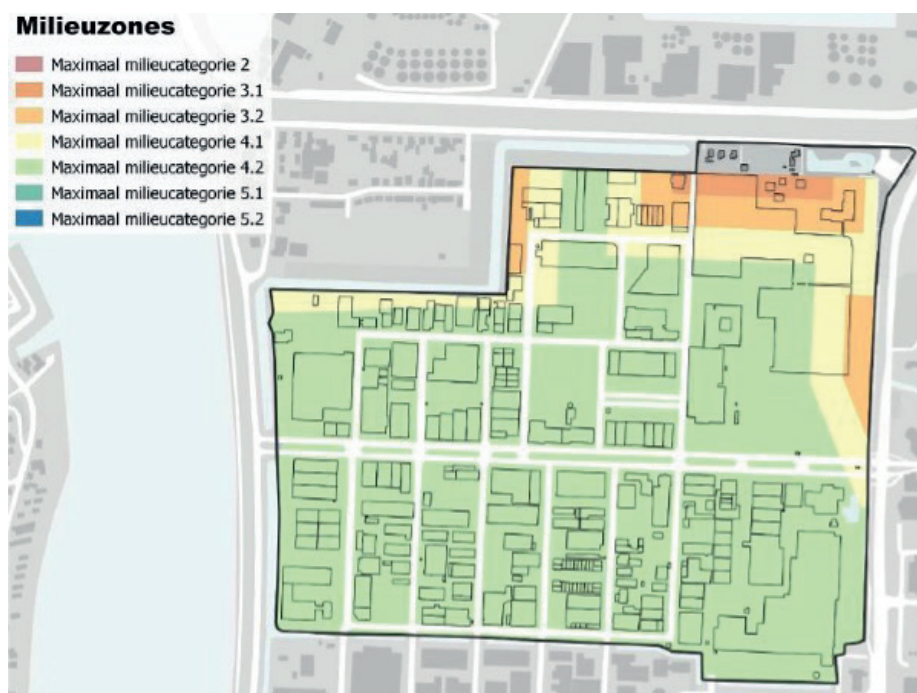 Milieuzones
Maximaal milieucategorie 2
Maximaal milieucategorie 3.1
Maximaal milieucategorie 3.2
Maximaal milieucategorie 4.1
Maximaal milieucategorie 4.2
Maximaal milieucategorie 5.1
Maximaal milieucategorie 5.2